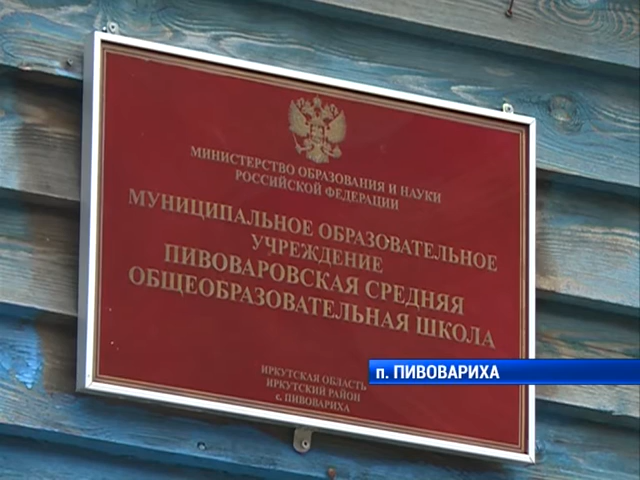 МИНИСТЕРСТВО ОБРАЗОВАНИЯ И НАУКИ
РОССИЙСКОЙ ФЕДЕРАЦИИ
МУНИЦИПАЛЬНОЕ ОБРАЗОВАТЕЛЬНОЕ
УЧРЕЖДЕНИЕ
ПИВОВАРОВСКАЯ СРЕДНЯЯ
ОБЩЕОБРАЗОВАТЕЛЬНАЯ ШКОЛА
ИРКУТСКАЯ ОБЛАСТЬ
ИРКУТСКИЙ РАЙОН
с. ПИВОВАРИХА
п. ПИВОВАРИХА